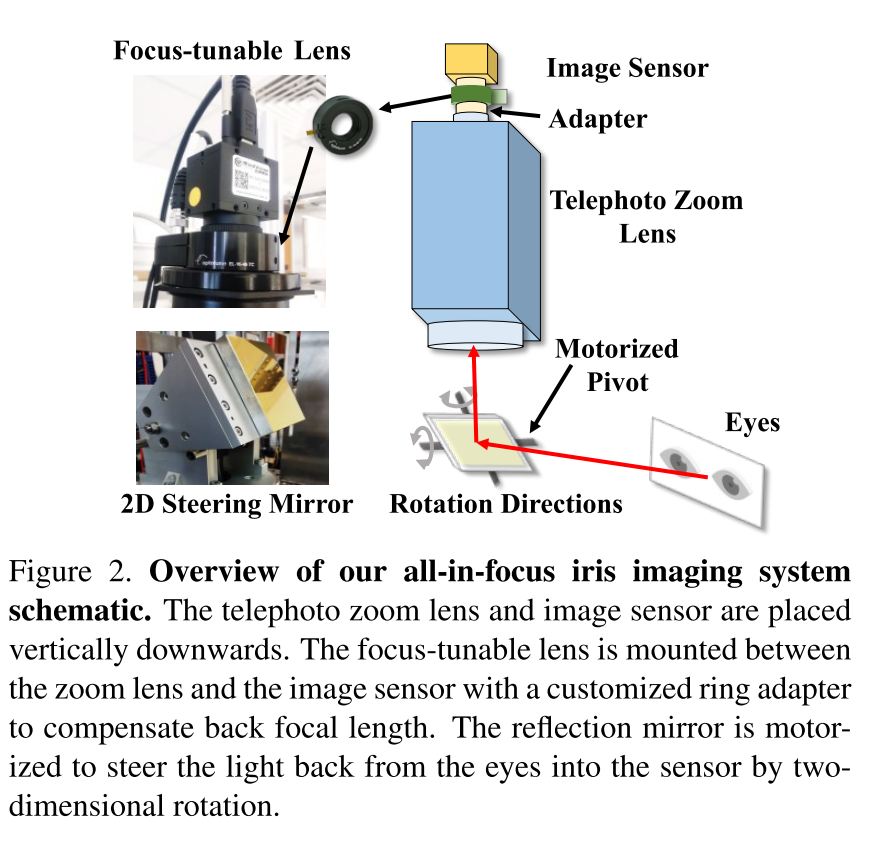 Focus-tunable Lens
Image Sensor
Adapter
Telephoto Zoom
Lens
Motorized
Pivot
Eyes
2D Steering Mirror
Rotation Directions
Figure 2. Overview of our all-in-focus iris imaging system
schematic. The telephoto zoom lens and image sensor are placed
vertically downwards. The focus-tunable lens is mounted between
the zoom lens and the image sensor with a customized ring adapter
to compensate back focal length. The reflection mirror is motor-
ized to steer the light back from the eyes into the sensor by two-
dimensional rotation.